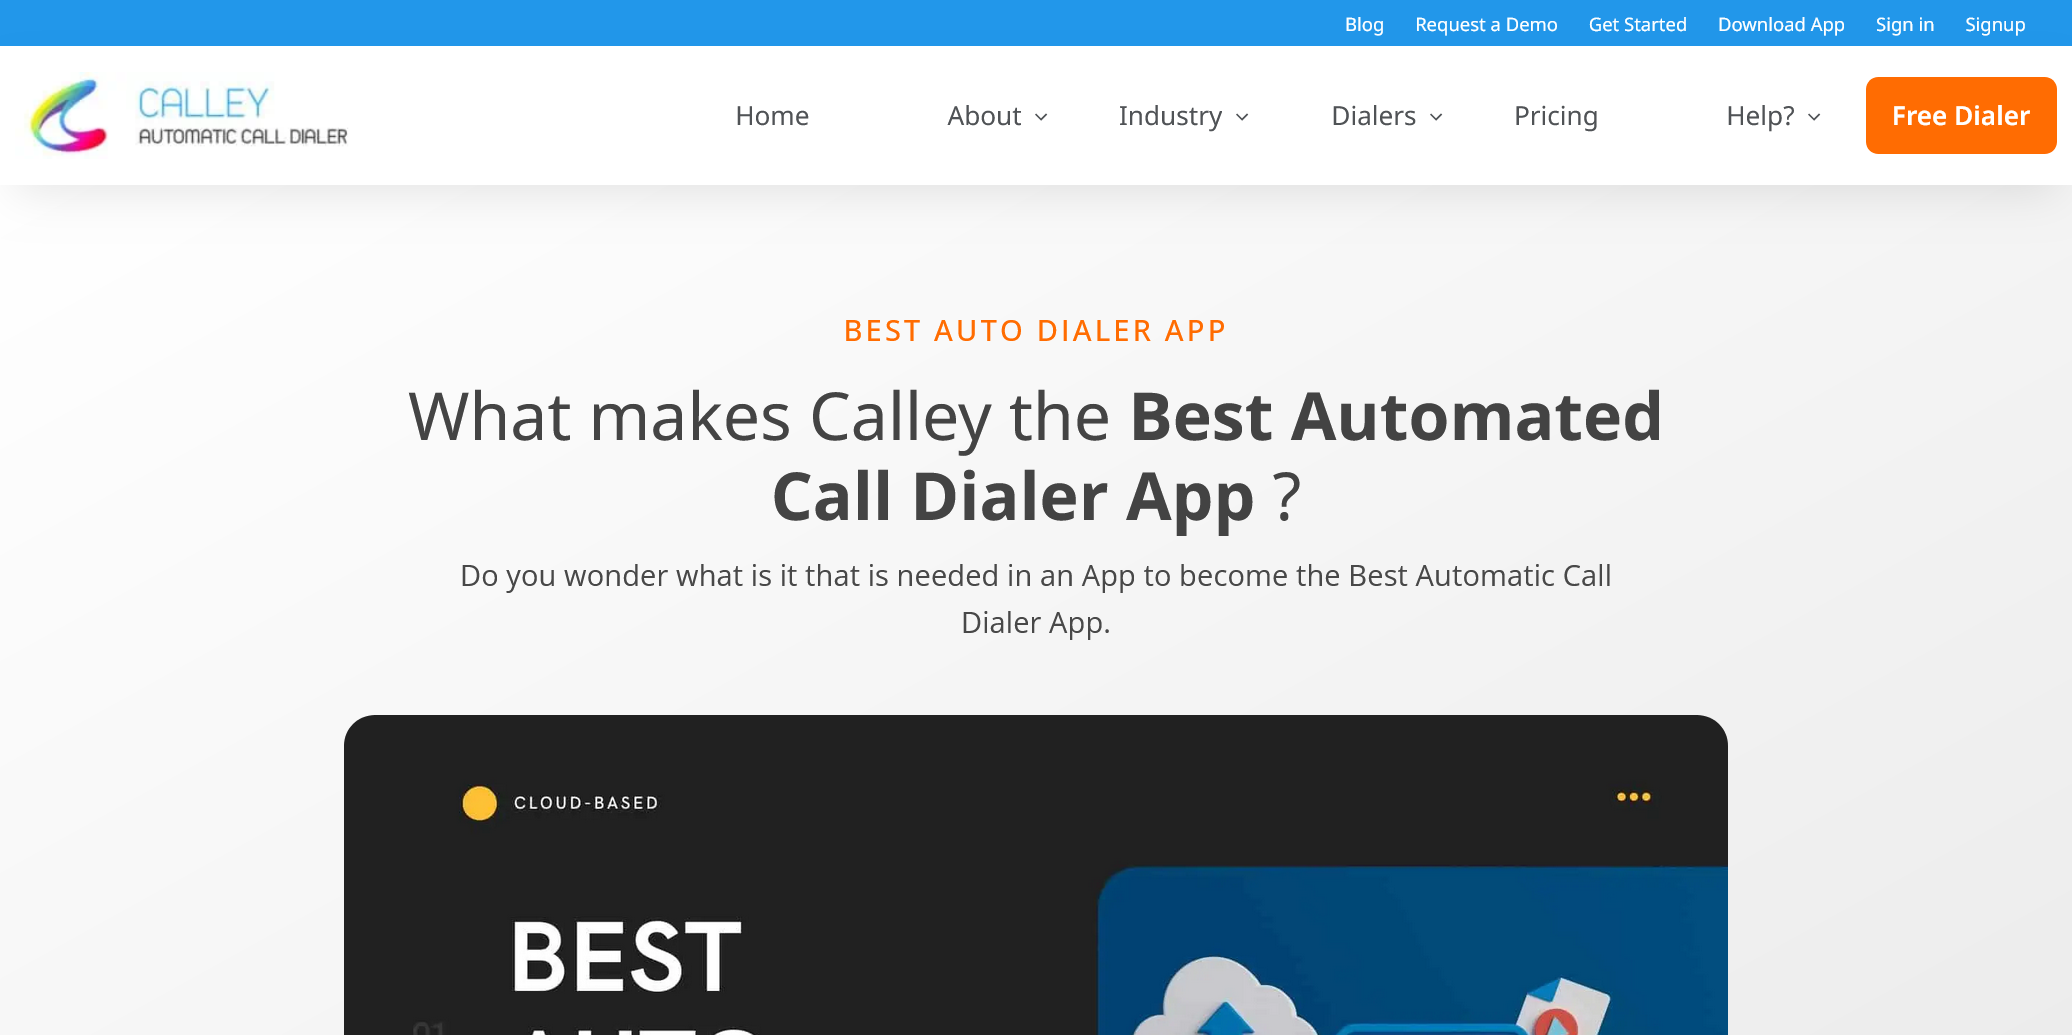 Blog Request a Demo Get Started Download App Sign in Signup
CALLEY
AUTOMATIC CALL DIALER
Home About Industry Dialers Pricing Help? Free Dialer
BEST AUTO DIALER APP
What makes Calley the Best Automated
Call Dialer App ?
Do you wonder what is it that is needed in an App to become the Best Automatic Call
Dialer App.
CLOUD-BASED
BEST
AUTO
01